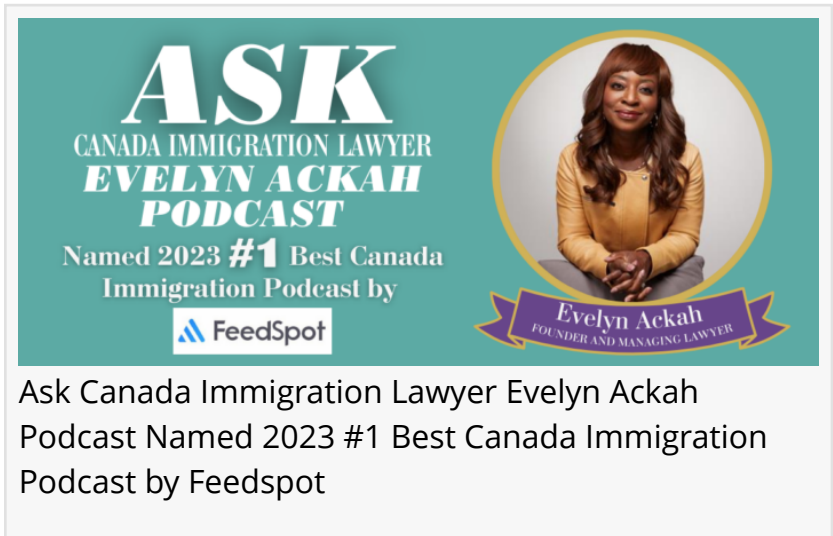 ASK
CANADA IMMIGRATION LAWYER
EVELYN ACKAH
PODCAST
Named 2023 #1 Best Canada
Immigration Podcast by
FeedSpot
Evelyn Ackah
FOUNDER AND MANAGING LAWYER
Ask Canada Immigration Lawyer Evelyn Ackah
Podcast Named 2023 #1 Best Canada Immigration
Podcast by Feedspot